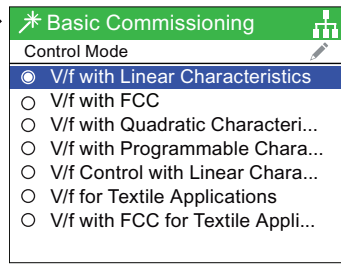 Basic Commissioning
Control Mode
V/f with Linear Characteristics
V/f with FCC
V/f with Quadratic Characteri...
V/f with Programmable Chara...
V/f Control with Linear Chara...
V/f for Textile Applications
V/f with FCC for Textile Appli...